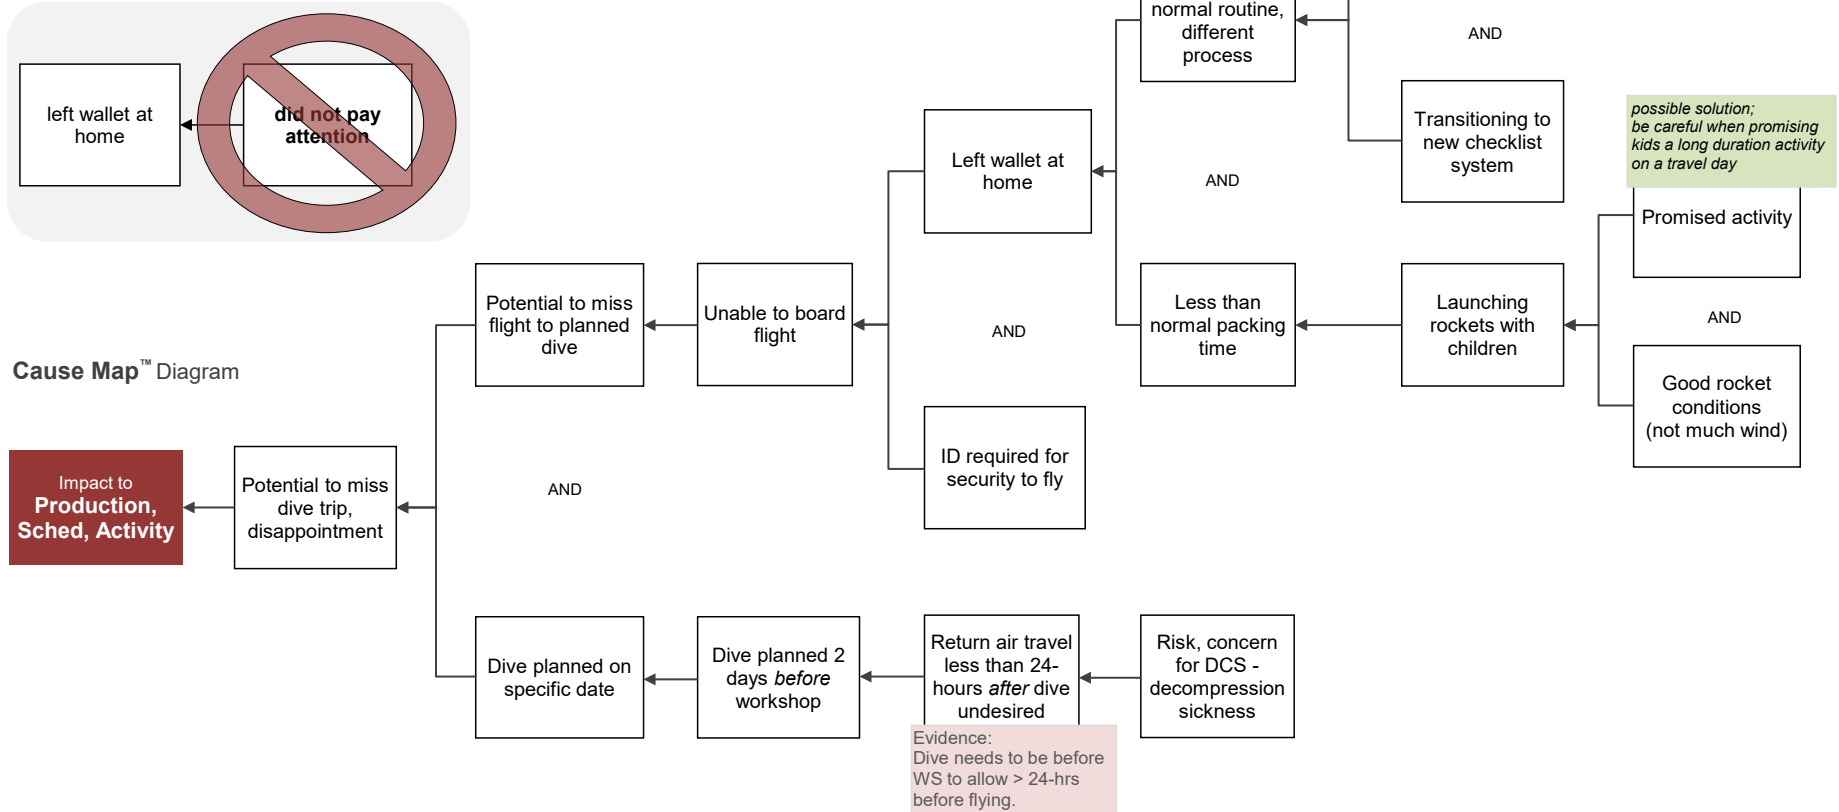 left wallet at
home
did not pay
attention
normal routine,
different
process
AND
Transitioning to
new checklist
system
possible solution;
be careful when promising
kids a long duration activity
on a travel day
Left wallet at
home
AND
Promised activity
Potential to miss
flight to planned
dive
Unable to board
flight
AND
Less than
normal packing
time
Launching
rockets with
children
AND
Good rocket
conditions
(not much wind)
Cause Map™ Diagram
ID required for
security to fly
Impact to
Production,
Sched, Activity
Potential to miss
dive trip,
disappointment
AND
Dive planned on
specific date
Dive planned 2
days before
workshop
Return air travel
less than 24-
hours after dive
undesired
Risk, concern
for DCS -
decompression
sickness
Evidence:
Dive needs to be before
WS to allow > 24-hrs
before flying.